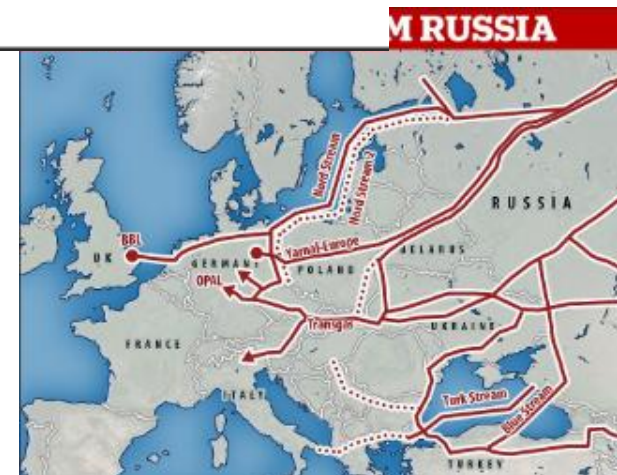 M RUSSIA
Nord Stream
Nord Stream 2
RUSSIA
BBL
UK
GERMANY
Yamal-Europe
POLAND
BELARUS
OPAL
Transgas
UKRAINE
FRANCE
ITALY
Turk Stream
Blue Stream
TURKEY